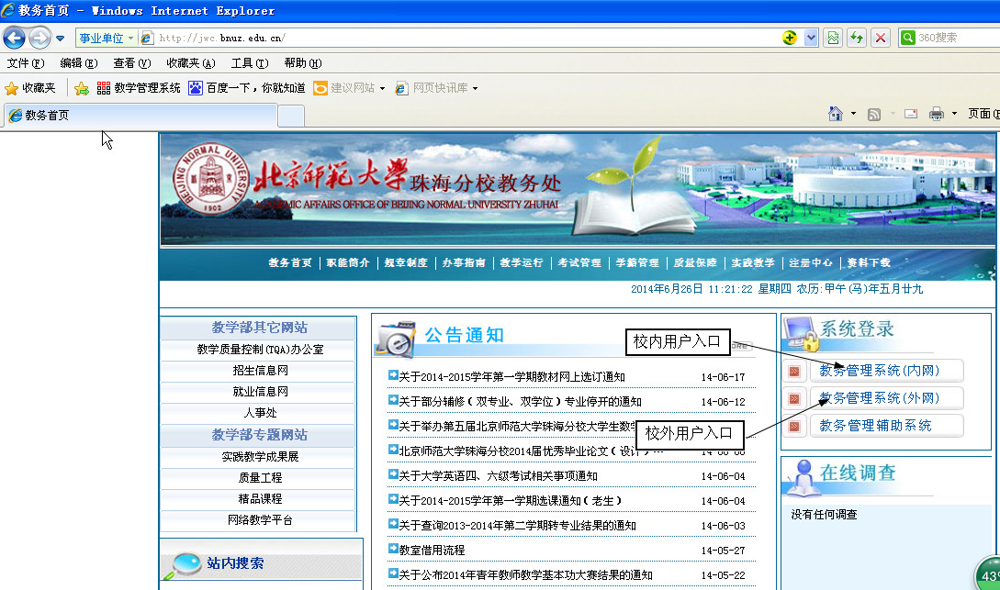 教务首页 - Windows Internet Explorer
事业单位 http://jwc.bnuz.edu.cn/ 360搜索
文件(F) 编辑(E) 查看(V) 收藏夹(A) 工具(T) 帮助(H)
收藏夹 教学管理系统 百度一下，你就知道 建议网站 网页快讯库
教务首页 页面(P
BEIJING NORMAL UNIVERSITY
1902
北京师范大学 珠海分校教务处
ACADEMIC AFFAIRS OFFICE OF BEIJING NORMAL UNIVERSITY ZHUHAI
教务首页 | 职能简介 | 规章制度 | 办事指南 | 教学运行 | 考试管理 | 学籍管理 | 质量保障 | 实践教学 | 注册中心 | 资料下载
2014年6月26日 11:21:22 星期四 农历:甲午(马)年五月廿九
教学部其它网站
教学质量控制(TQA)办公室
招生信息网
就业信息网
人事处
教学部专题网站
实践教学成果展
质量工程
精品课程
网络教学平台
站内搜索
公告通知
校内用户入口
关于2014-2015学年第一学期教材网上选订通知 14-06-17
关于部分辅修（双专业、双学位）专业停开的通知 14-06-12
关于举办第五届北京师范大学珠海分校大学生数学
校外用户入口
北京师范大学珠海分校2014届优秀毕业论文（设计）…
关于大学英语四、六级考试相关事项通知 14-06-04
关于2014-2015学年第一学期选课通知（老生） 14-06-04
关于查询2013-2014年第二学期转专业结果的通知 14-06-03
教室借用流程 14-05-27
关于公布2014年青年教师教学基本功大赛结果的通知 14-05-22
系统登录
教务管理系统(内网)
教务管理系统(外网)
教务管理辅助系统
在线调查
没有任何调查
43